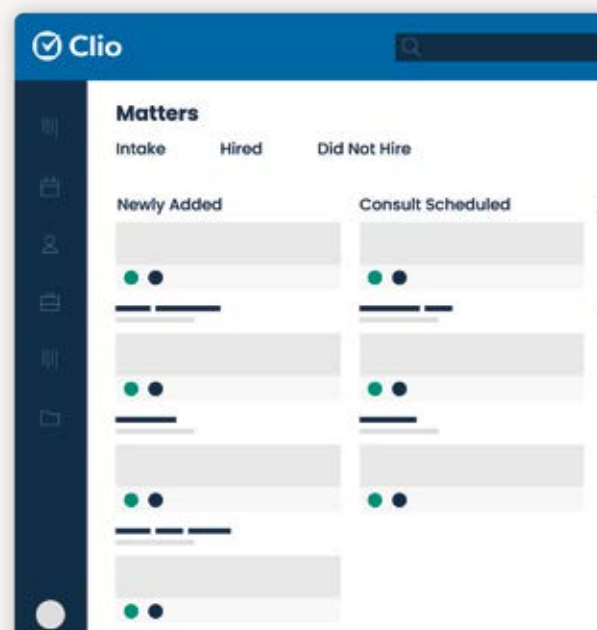 Clio
Matters
Intake Hired Did Not Hire
Newly Added Consult Scheduled